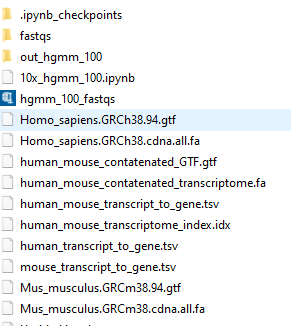 .ipynb_checkpoints
fastqs
out_hgmm_100
10x_hgmm_100.ipynb
hgmm_100_fastqs
Homo_sapiens.GRCh38.94.gtf
Homo_sapiens.GRCh38.cdna.all.fa
human_mouse_contatenated_GTF.gtf
human_mouse_contatenated_transcriptome.fa
human_mouse_transcript_to_gene.tsv
human_mouse_transcriptome_index.idx
human_transcript_to_gene.tsv
mouse_transcript_to_gene.tsv
Mus_musculus.GRCm38.94.gtf
Mus_musculus.GRCm38.cdna.all.fa